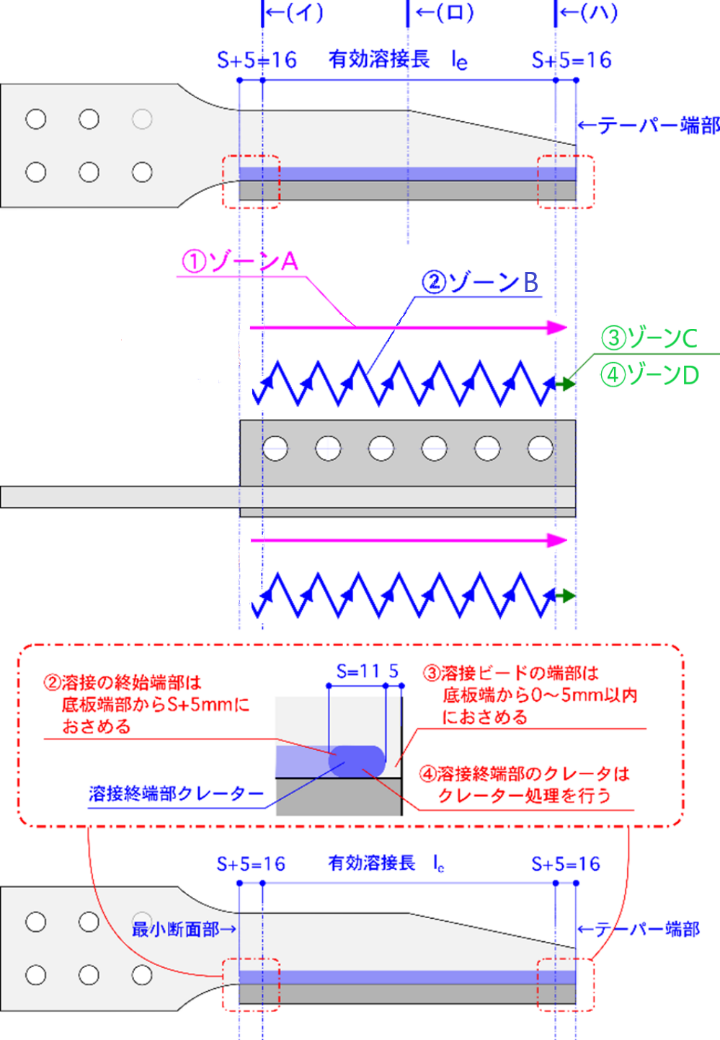 ←(イ)
←(ロ)
←(ハ)
S+5=16
有効溶接長 le
S+5=16
←テーパー端部
①ゾーンA
②ゾーンB
③ゾーンC
④ゾーンD
S=11
5
②溶接の終始端部は
底板端部からS+5mmに
おさめる
③溶接ビードの端部は
底板端から0〜5mm以内
におさめる
溶接終端部クレーター
④溶接終端部のクレータは
クレーター処理を行う
S+5=16
有効溶接長 le
S+5=16
最小断面部→
←テーパー端部